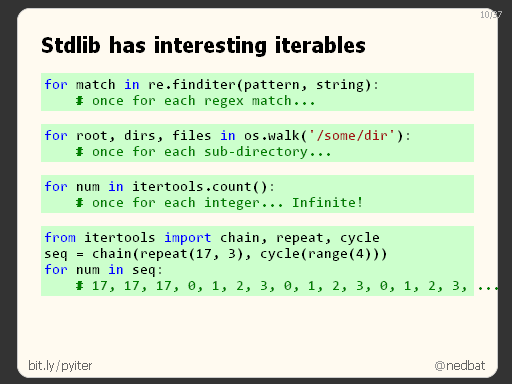 10/37
Stdlib has interesting iterables
for match in re.finditer(pattern, string):
    # once for each regex match...
for root, dirs, files in os.walk('/some/dir'):
    # once for each sub-directory...
for num in itertools.count():
    # once for each integer... Infinite!
from itertools import chain, repeat, cycle
seq = chain(repeat(17, 3), cycle(range(4)))
for num in seq:
    # 17, 17, 17, 0, 1, 2, 3, 0, 1, 2, 3, 0, 1, 2, 3, ...
bit.ly/pyiter
@nedbat